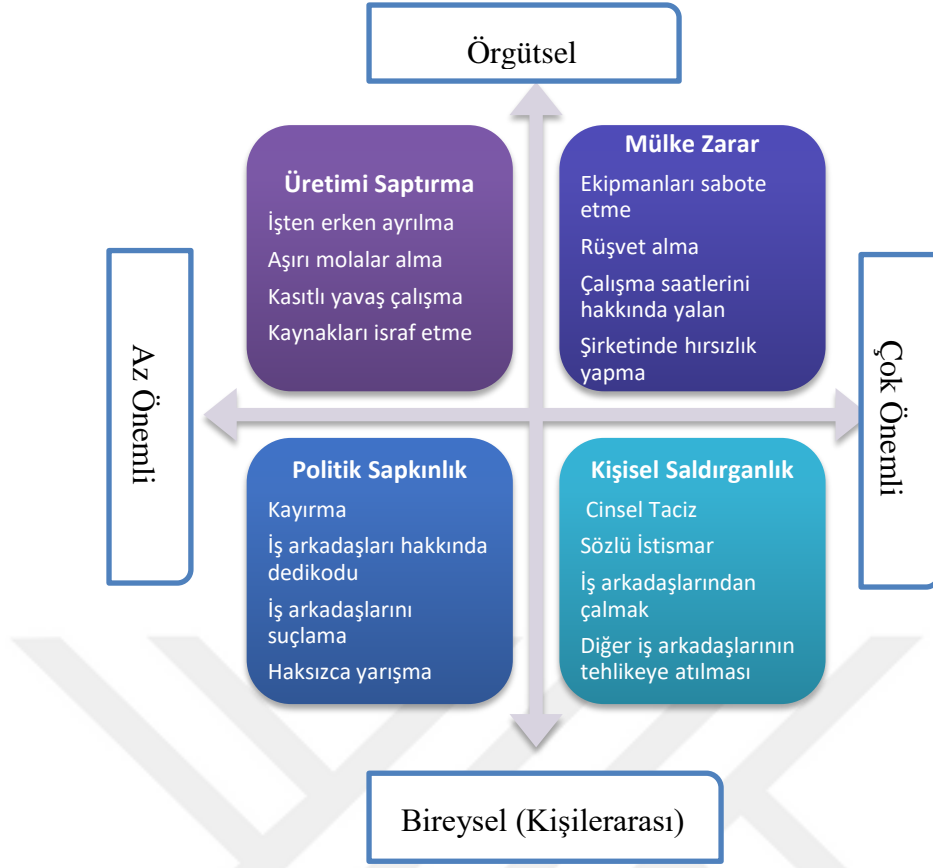 Örgütsel
Üretimi Saptırma
İşten erken ayrılma
Aşırı molalar alma
Kasıtlı yavaş çalışma
Kaynakları israf etme
Mülke Zarar
Ekipmanları sabote
etme
Rüşvet alma
Çalışma saatlerini
hakkında yalan
Şirketinde hırsızlık
yapma
Az Önemli
Çok Önemli
Politik Sapkınlık
Kayırma
İş arkadaşları hakkında
dedikodu
İş arkadaşlarını
suçlama
Haksızca yarışma
Kişisel Saldırganlık
Cinsel Taciz
Sözlü İstismar
İş arkadaşlarından
çalmak
Diğer iş arkadaşlarının
tehlikeye atılması
Bireysel (Kişilerarası)